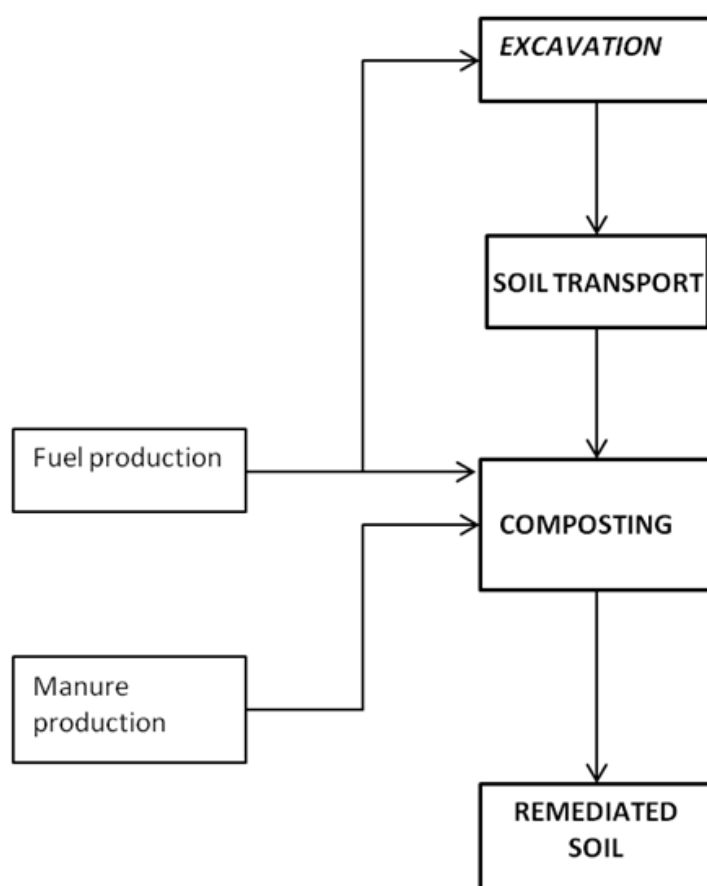 EXCAVATION
SOIL TRANSPORT
Fuel production
COMPOSTING
Manure
production
REMEDIATED
SOIL